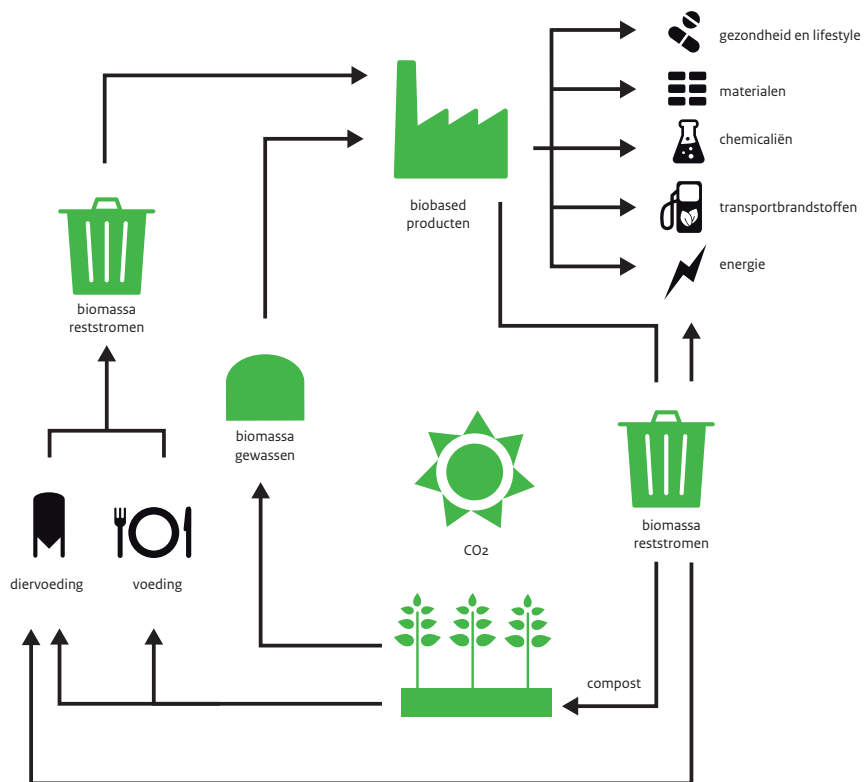 gezondheid en lifestyle
materialen
chemicaliën
transportbrandstoffen
energie
biobased
producten
biomassa
reststromen
biomassa
gewassen
CO2
biomassa
reststromen
diervoeding
voeding
compost